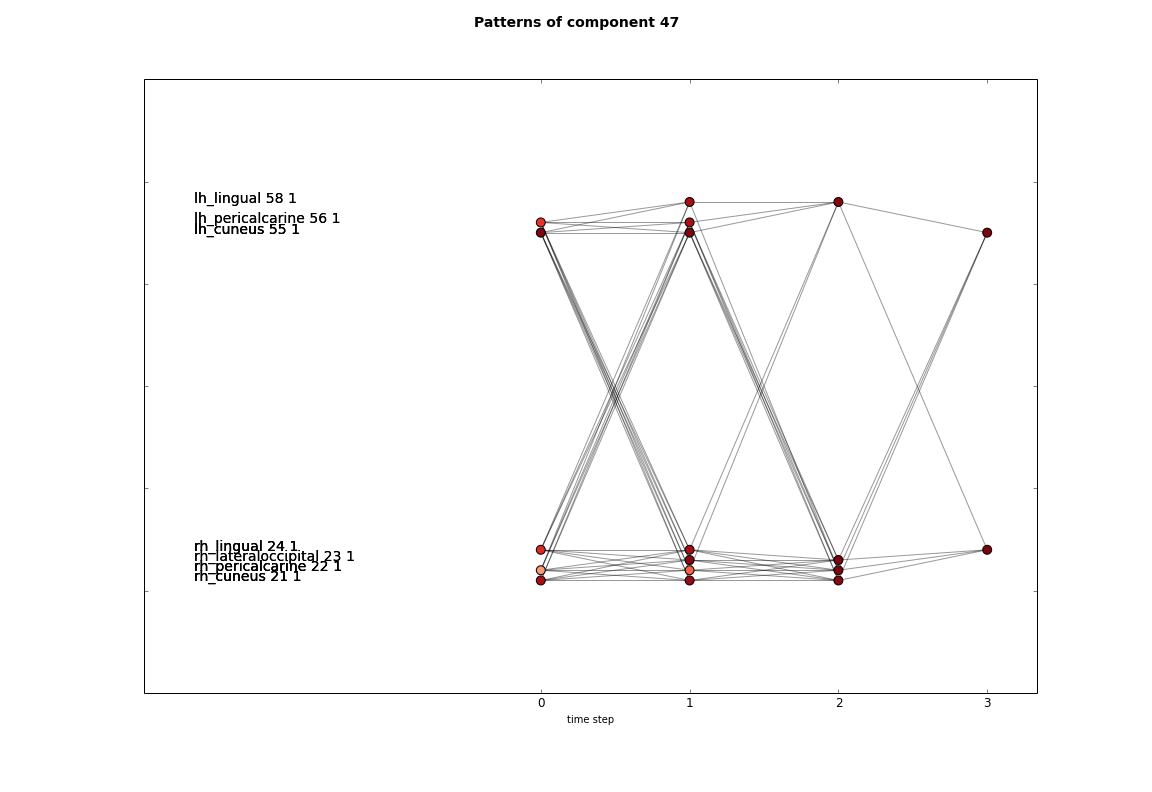 Patterns of component 47
lh_lingual 58 1
lh_pericalcarine 56 1
lh_cuneus 55 1
rh_lingual 24 1
rh_lateraloccipital 23 1
rh_pericalcarine 22 1
rh_cuneus 21 1
0 1 2 3
time step